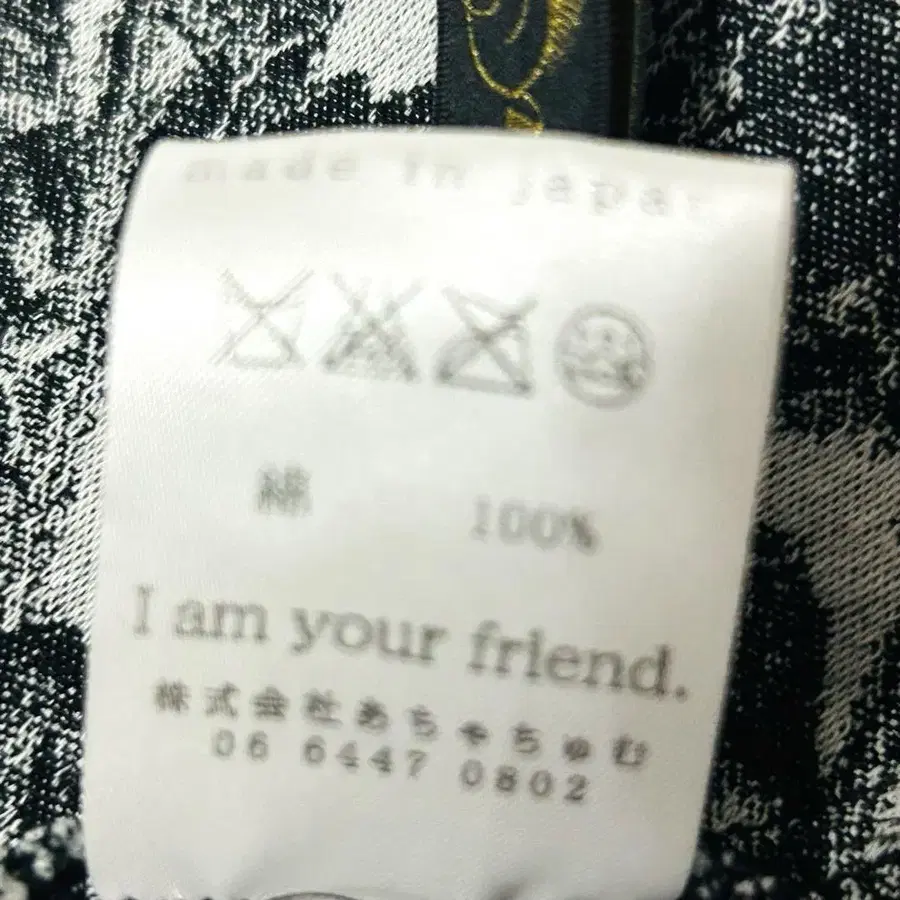 made in japan
綿 100%
I am your friend.
株式会社あちゃちゅむ
06 6447 0802